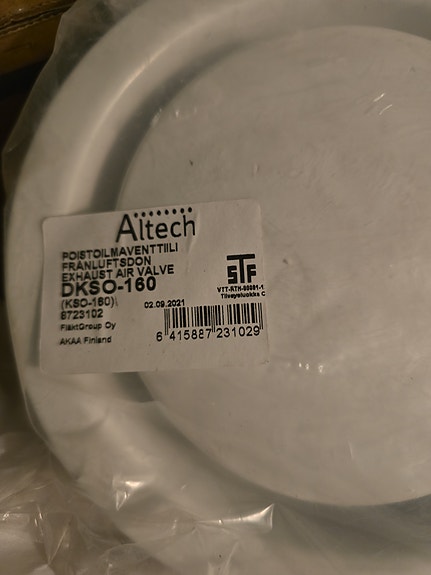 Altech
POISTOILMAVENTTIILI
FRÅNLUFTSDON
EXHAUST AIR VALVE
DKSO-160
(KSO-160)
02.09.2021
8723102
FläktGroup Oy
AKAA Finland
6 415887 231029
STF
Tiiveysluokka C